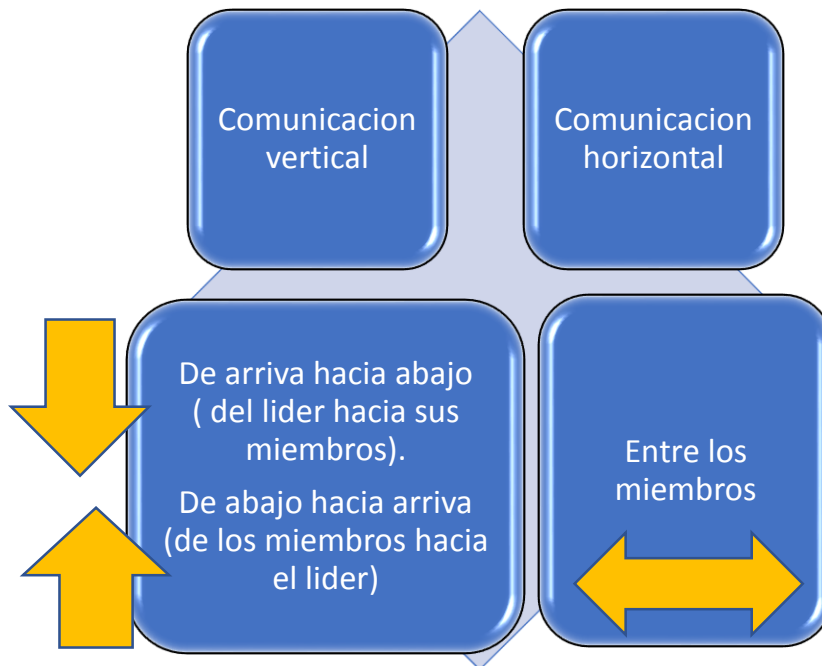 Comunicacion
vertical
Comunicacion
horizontal
De arriva hacia abajo
( del lider hacia sus
miembros).
De abajo hacia arriva
(de los miembros hacia
el lider)
Entre los
miembros